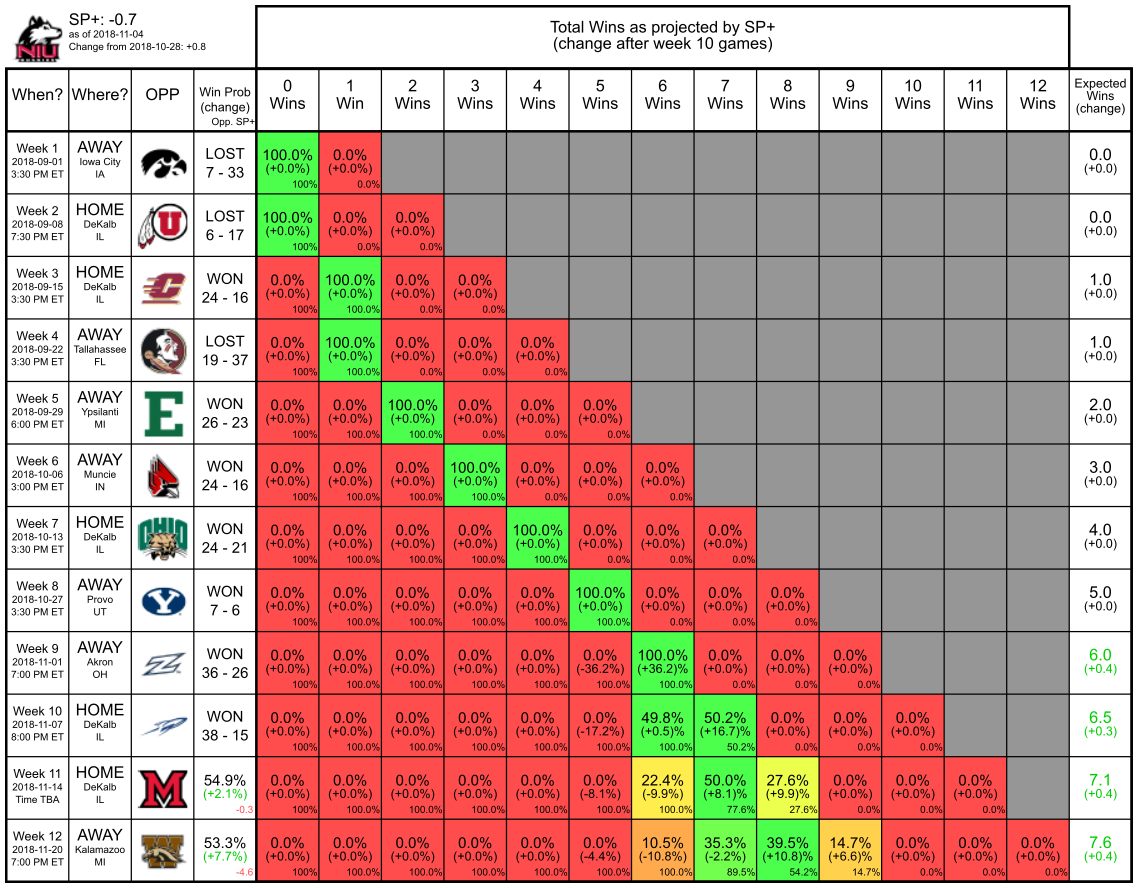 NIU
HUSKIES
SP+: -0.7
as of 2018-11-04
Change from 2018-10-28: +0.8
Total Wins as projected by SP+
(change after week 10 games)
When? Where? OPP Win Prob (change) Opp. SP+ 0 Wins 1 Win 2 Wins 3 Wins 4 Wins 5 Wins 6 Wins 7 Wins 8 Wins 9 Wins 10 Wins 11 Wins 12 Wins Expected Wins (change)
Week 1 AWAY LOST 100.0% 0.0% 0.0
2018-09-01 Iowa City (+0.0%) (+0.0%) (+0.0)
3:30 PM ET IA 7 - 33 100% 0.0%
Week 2 HOME LOST 100.0% 0.0% 0.0% 0.0
2018-09-08 DeKalb U (+0.0%) (+0.0%) (+0.0%) (+0.0)
7:30 PM ET IL 6 - 17 100% 0.0% 0.0%
Week 3 HOME WON 0.0% 100.0% 0.0% 0.0% 1.0
2018-09-15 DeKalb C (+0.0%) (+0.0%) (+0.0%) (+0.0%) (+0.0)
3:30 PM ET IL 24 - 16 100% 100.0% 0.0% 0.0%
Week 4 AWAY LOST 0.0% 100.0% 0.0% 0.0% 0.0% 1.0
2018-09-22 Tallahassee (+0.0%) (+0.0%) (+0.0%) (+0.0%) (+0.0%) (+0.0)
3:30 PM ET FL 19 - 37 100% 100.0% 0.0% 0.0% 0.0%
Week 5 AWAY WON 0.0% 0.0% 100.0% 0.0% 0.0% 0.0% 2.0
2018-09-29 Ypsilanti E (+0.0%) (+0.0%) (+0.0%) (+0.0%) (+0.0%) (+0.0%) (+0.0)
6:00 PM ET MI 26 - 23 100% 100.0% 100.0% 0.0% 0.0% 0.0%
Week 6 AWAY WON 0.0% 0.0% 0.0% 100.0% 0.0% 0.0% 0.0% 3.0
2018-10-06 Muncie (+0.0%) (+0.0%) (+0.0%) (+0.0%) (+0.0%) (+0.0%) (+0.0%) (+0.0)
3:00 PM ET IN 24 - 16 100% 100.0% 100.0% 100.0% 0.0% 0.0% 0.0%
Week 7 HOME WON 0.0% 0.0% 0.0% 0.0% 100.0% 0.0% 0.0% 0.0% 4.0
2018-10-13 DeKalb OHIO (+0.0%) (+0.0%) (+0.0%) (+0.0%) (+0.0%) (+0.0%) (+0.0%) (+0.0%) (+0.0)
3:30 PM ET IL 24 - 21 100% 100.0% 100.0% 100.0% 100.0% 0.0% 0.0% 0.0%
Week 8 AWAY WON 0.0% 0.0% 0.0% 0.0% 0.0% 100.0% 0.0% 0.0% 0.0% 5.0
2018-10-27 Provo Y (+0.0%) (+0.0%) (+0.0%) (+0.0%) (+0.0%) (+0.0%) (+0.0%) (+0.0%) (+0.0%) (+0.0)
3:30 PM ET UT 7 - 6 100% 100.0% 100.0% 100.0% 100.0% 100.0% 0.0% 0.0% 0.0%
Week 9 AWAY WON 0.0% 0.0% 0.0% 0.0% 0.0% 0.0% 100.0% 0.0% 0.0% 0.0% 6.0
2018-11-01 Akron (+0.0%) (+0.0%) (+0.0%) (+0.0%) (+0.0%) (-36.2%) (+36.2)% (+0.0%) (+0.0%) (+0.0%) (+0.4)
7:00 PM ET OH 36 - 26 100% 100.0% 100.0% 100.0% 100.0% 100.0% 100.0% 0.0% 0.0% 0.0%
Week 10 HOME WON 0.0% 0.0% 0.0% 0.0% 0.0% 0.0% 49.8% 50.2% 0.0% 0.0% 0.0% 6.5
2018-11-07 DeKalb (+0.0%) (+0.0%) (+0.0%) (+0.0%) (+0.0%) (-17.2%) (+0.5)% (+16.7)% (+0.0%) (+0.0%) (+0.0%) (+0.3)
8:00 PM ET IL 38 - 15 100% 100.0% 100.0% 100.0% 100.0% 100.0% 100.0% 50.2% 0.0% 0.0% 0.0%
Week 11 HOME 54.9% 0.0% 0.0% 0.0% 0.0% 0.0% 0.0% 22.4% 50.0% 27.6% 0.0% 0.0% 0.0% 7.1
2018-11-14 DeKalb M (+2.1%) (+0.0%) (+0.0%) (+0.0%) (+0.0%) (+0.0%) (-8.1%) (-9.9%) (+8.1)% (+9.9)% (+0.0%) (+0.0%) (+0.0%) (+0.4)
Time TBA IL -0.3 100% 100.0% 100.0% 100.0% 100.0% 100.0% 100.0% 77.6% 27.6% 0.0% 0.0% 0.0%
Week 12 AWAY 53.3% 0.0% 0.0% 0.0% 0.0% 0.0% 0.0% 10.5% 35.3% 39.5% 14.7% 0.0% 0.0% 0.0% 7.6
2018-11-20 Kalamazoo W (+7.7%) (+0.0%) (+0.0%) (+0.0%) (+0.0%) (+0.0%) (-4.4%) (-10.8%) (-2.2%) (+10.8)% (+6.6)% (+0.0%) (+0.0%) (+0.0%) (+0.4)
7:00 PM ET MI -4.6 100% 100.0% 100.0% 100.0% 100.0% 100.0% 100.0% 89.5% 54.2% 14.7% 0.0% 0.0% 0.0%